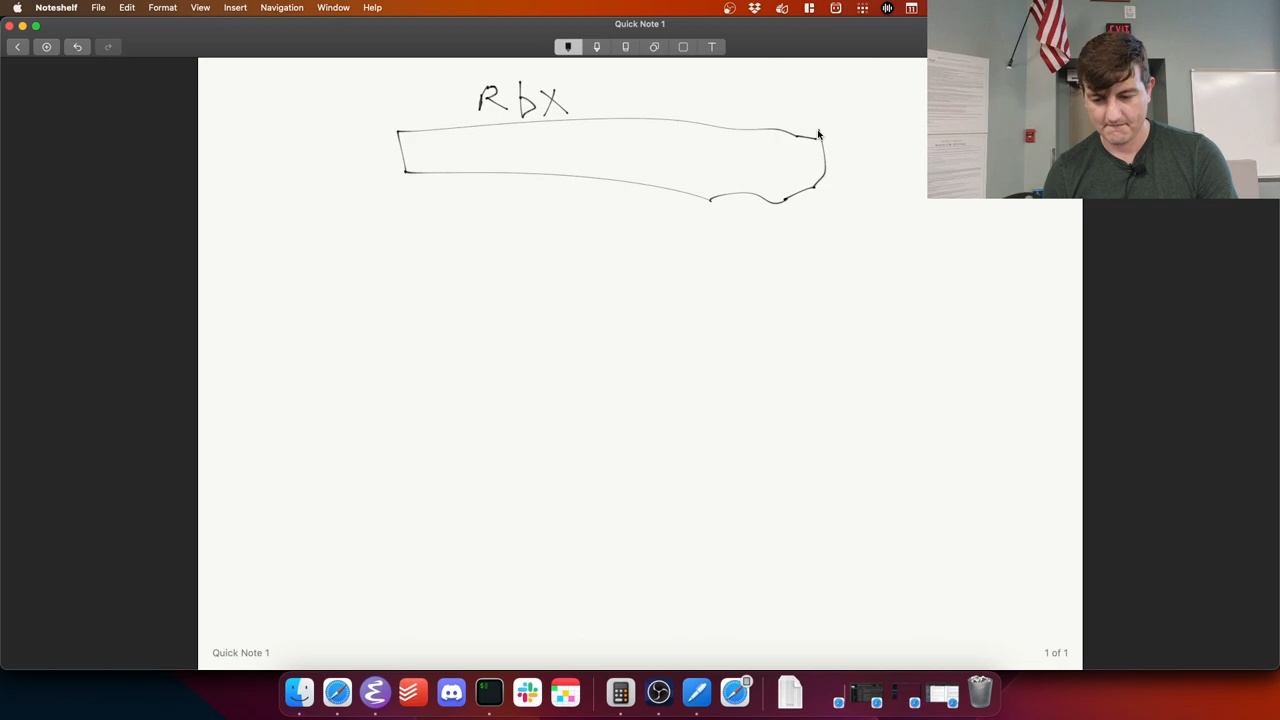 Noteshelf File Edit Format View Insert Navigation Window Help
Quick Note 1
T
EXIT
RbX
Quick Note 1
1 of 1